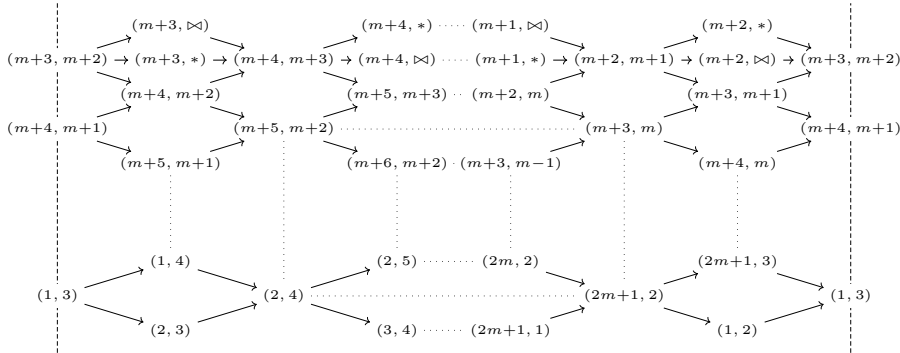 (m+3, ⋈) (m+4, ∗) (m+1, ⋈) (m+2, ∗)
(m+3, m+2) (m+3, ∗) (m+4, m+3) (m+4, ⋈) (m+1, ∗) (m+2, m+1) (m+2, ⋈) (m+3, m+2)
(m+4, m+2) (m+5, m+3) (m+2, m) (m+3, m+1)
(m+4, m+1) (m+5, m+2) (m+3, m) (m+4, m+1)
(m+5, m+1) (m+6, m+2) (m+3, m−1) (m+4, m)
(1, 4) (2, 5) (2m, 2) (2m+1, 3)
(1, 3) (2, 4) (2m+1, 2) (1, 3)
(2, 3) (3, 4) (2m+1, 1) (1, 2)